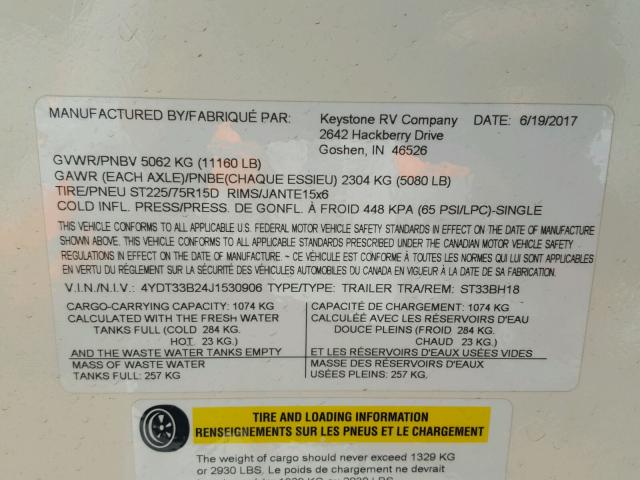 MANUFACTURED BY/FABRIQUÉ PAR: Keystone RV Company DATE: 6/19/2017
2642 Hackberry Drive
Goshen, IN 46526
GVWR/PNBV 5062 KG (11160 LB)
GAWR (EACH AXLE)/PNBE(CHAQUE ESSIEU) 2304 KG (5080 LB)
TIRE/PNEU ST225/75R15D RIMS/JANTE15x6
COLD INFL. PRESS/PRESS. DE GONFL. À FROID 448 KPA (65 PSI/LPC)-SINGLE
THIS VEHICLE CONFORMS TO ALL APPLICABLE U.S. FEDERAL MOTOR VEHICLE SAFETY STANDARDS IN EFFECT ON THE DATE OF MANUFACTURE
SHOWN ABOVE. THIS VEHICLE CONFORMS TO ALL APPLICABLE STANDARDS PRESCRIBED UNDER THE CANADIAN MOTOR VEHICLE SAFETY
REGULATIONS IN EFFECT ON THE DATE OF MANUFACTURE ~ CE VÉHICULE EST CONFORME À TOUTES LES NORMES QUI LUI SONT APPLICABLES
EN VERTU DU RÉGLEMENT SUR LA SÉCURITÉ DES VÉHICULES AUTOMOBILES DU CANADA EN VIGUEUR À LA DATE DE SA FABRICATION.
V.I.N./N.I.V.: 4YDT33B24J1530906 TYPE/TYPE: TRAILER TRA/REM: ST33BH18
CARGO-CARRYING CAPACITY: 1074 KG
CALCULATED WITH THE FRESH WATER
TANKS FULL (COLD 284 KG.
HOT 23 KG.)
AND THE WASTE WATER TANKS EMPTY
MASS OF WASTE WATER
TANKS FULL: 257 KG
CAPACITÉ DE CHARGEMENT: 1074 KG
CALCULÉE AVEC LES RÉSERVOIRS D'EAU
DOUCE PLEINS (FROID 284 KG.
CHAUD 23 KG.)
ET LES RÉSERVOIRS D'EAUX USÉES VIDES
MASSE DES RÉSERVOIRS D'EAUX
USÉES PLEINS: 257 KG.
TIRE AND LOADING INFORMATION
RENSEIGNEMENTS SUR LES PNEUS ET LE CHARGEMENT
The weight of cargo should never exceed 1329 KG
or 2930 LBS. Le poids de chargement ne devrait